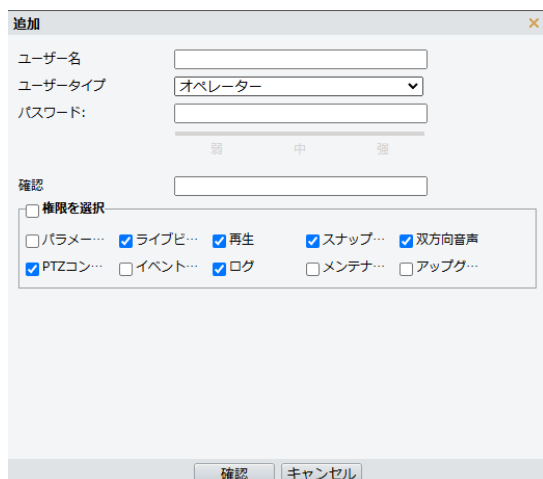 追加
ユーザー名
ユーザータイプ オペレーター
パスワード:
弱 中 強
確認
権限を選択
パラメー… ライブビ… 再生 スナップ… 双方向音声
PTZコン… イベント… ログ メンテナ… アップグ…
確認 キャンセル